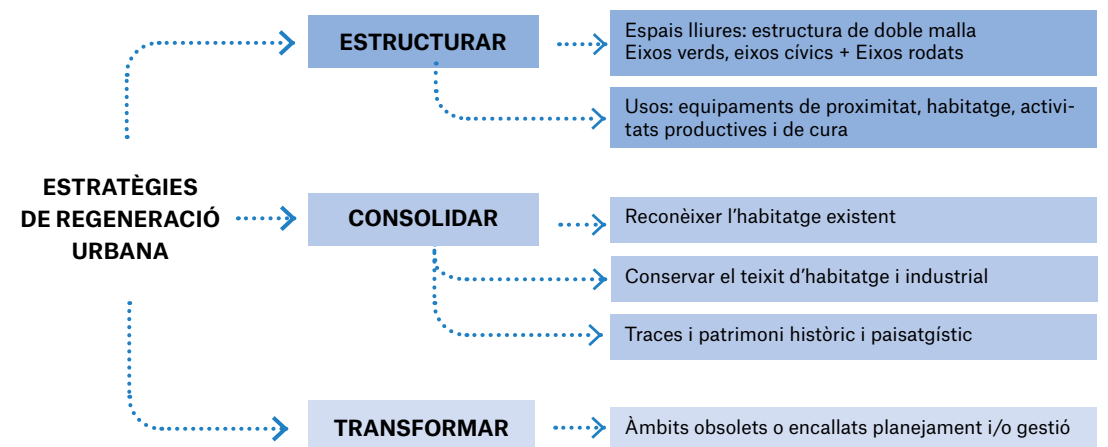 ESTRATÈGIES
DE REGENERACIÓ
URBANA
ESTRUCTURAR
Espais lliures: estructura de doble malla
Eixos verds, eixos cívics + Eixos rodats
Usos: equipaments de proximitat, habitatge, activi-
tats productives i de cura
CONSOLIDAR
Reconèixer l’habitatge existent
Conservar el teixit d’habitatge i industrial
Traces i patrimoni històric i paisatgístic
TRANSFORMAR
Àmbits obsolets o encallats planejament i/o gestió